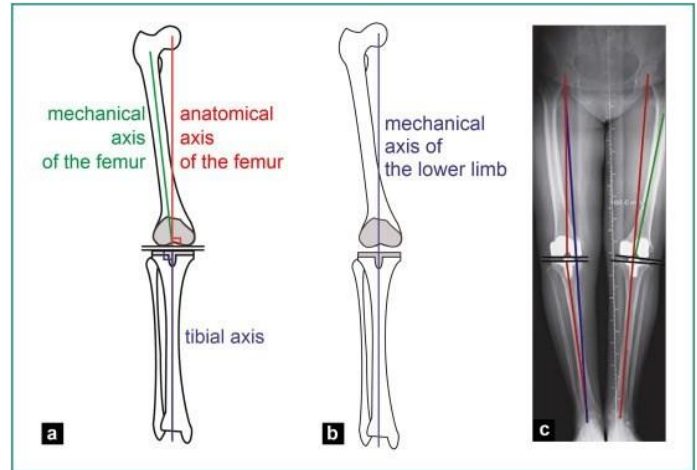 mechanical
axis
of the femur
anatomical
axis
of the femur
tibial axis
a
mechanical
axis of
the lower limb
b
c